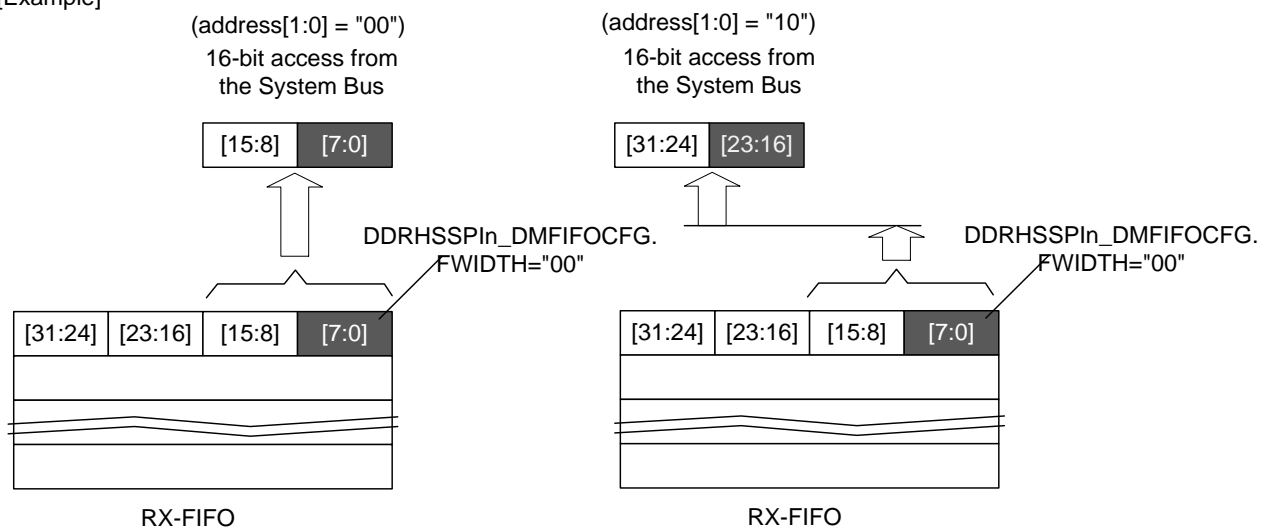 [Example]
(address[1:0] = "00")
16-bit access from
the System Bus
[15:8] [7:0]
DDRHSSPIn_DMFIFOCFG.
FWIDTH="00"
[31:24] [23:16] [15:8] [7:0]
RX-FIFO
(address[1:0] = "10")
16-bit access from
the System Bus
[31:24] [23:16]
DDRHSSPIn_DMFIFOCFG.
FWIDTH="00"
[31:24] [23:16] [15:8] [7:0]
RX-FIFO